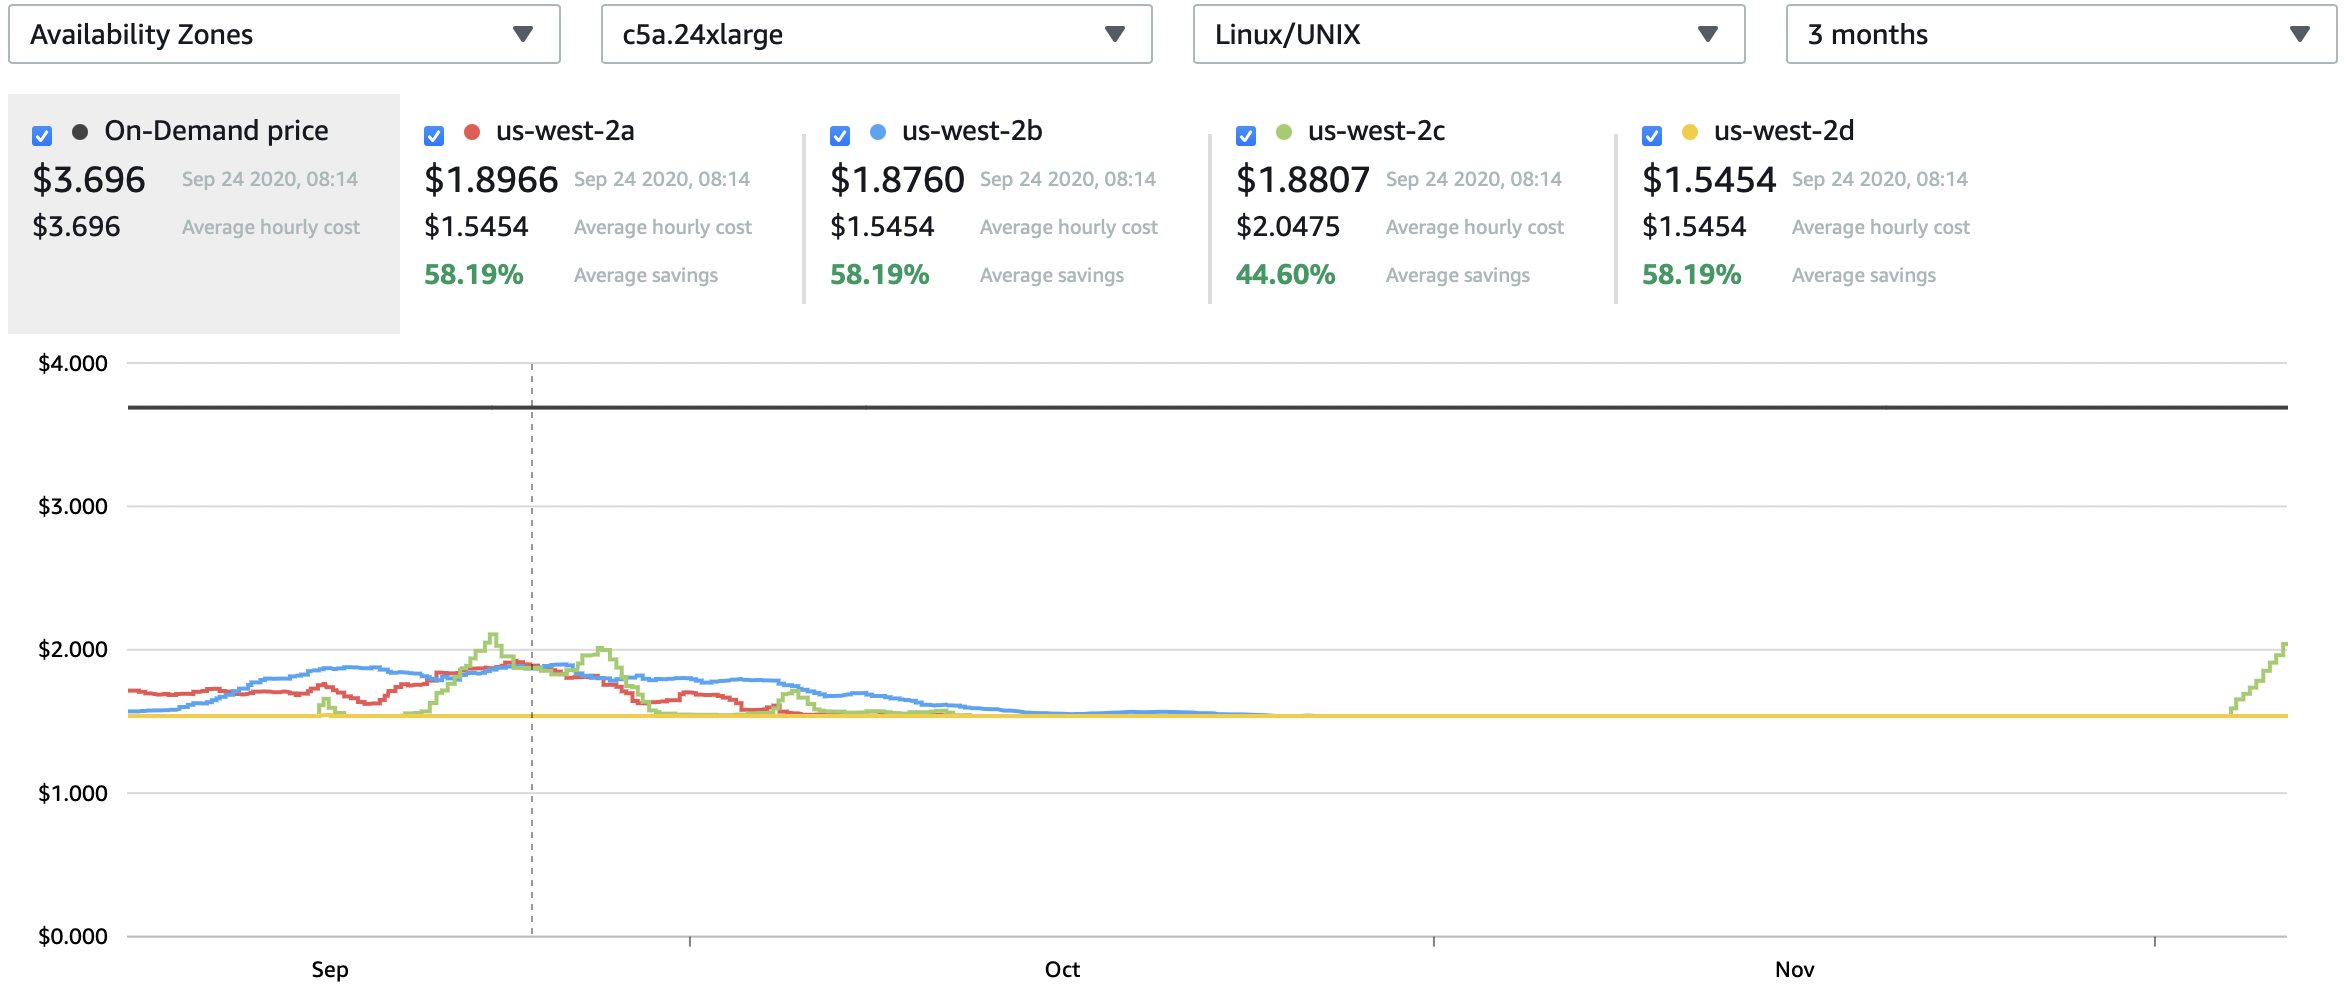 Availability Zones
c5a.24xlarge
Linux/UNIX
3 months
On-Demand price
$3.696 Sep 24 2020, 08:14
$3.696 Average hourly cost
us-west-2a
$1.8966 Sep 24 2020, 08:14
$1.5454 Average hourly cost
58.19% Average savings
us-west-2b
$1.8760 Sep 24 2020, 08:14
$1.5454 Average hourly cost
58.19% Average savings
us-west-2c
$1.8807 Sep 24 2020, 08:14
$2.0475 Average hourly cost
44.60% Average savings
us-west-2d
$1.5454 Sep 24 2020, 08:14
$1.5454 Average hourly cost
58.19% Average savings
$4.000
$3.000
$2.000
$1.000
$0.000
Sep
Oct
Nov